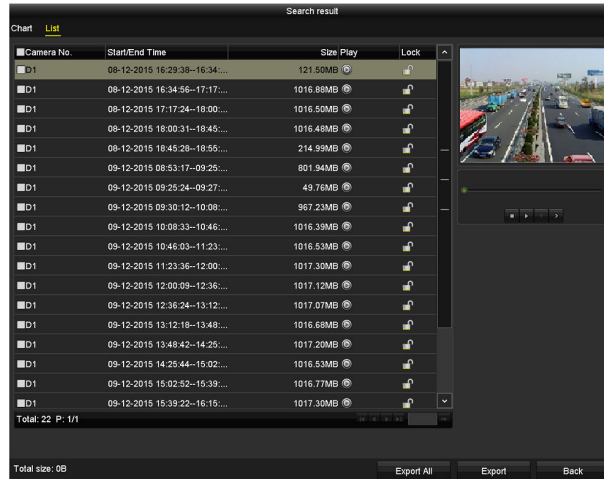 Search result
Chart List
Camera No. Start/End Time Size Play Lock
D1 08-12-2015 16:29:38--16:34:... 121.50MB
D1 08-12-2015 16:34:56--17:17:... 1016.88MB
D1 08-12-2015 17:17:24--18:00:... 1016.50MB
D1 08-12-2015 18:00:31--18:45:... 1016.48MB
D1 08-12-2015 18:45:28--18:55:... 214.99MB
D1 09-12-2015 08:53:17--09:25:... 801.94MB
D1 09-12-2015 09:25:24--09:27:... 49.76MB
D1 09-12-2015 09:30:12--10:08:... 967.23MB
D1 09-12-2015 10:08:33--10:46:... 1016.39MB
D1 09-12-2015 10:46:03--11:23:... 1016.53MB
D1 09-12-2015 11:23:36--12:00:... 1017.30MB
D1 09-12-2015 12:00:09--12:36:... 1017.12MB
D1 09-12-2015 12:36:24--13:12:... 1017.07MB
D1 09-12-2015 13:12:18--13:48:... 1016.68MB
D1 09-12-2015 13:48:42--14:25:... 1017.20MB
D1 09-12-2015 14:25:44--15:02:... 1016.53MB
D1 09-12-2015 15:02:52--15:39:... 1016.77MB
D1 09-12-2015 15:39:22--16:15:... 1017.30MB
Total: 22 P: 1/1
Total size: 0B
Export All Export Back